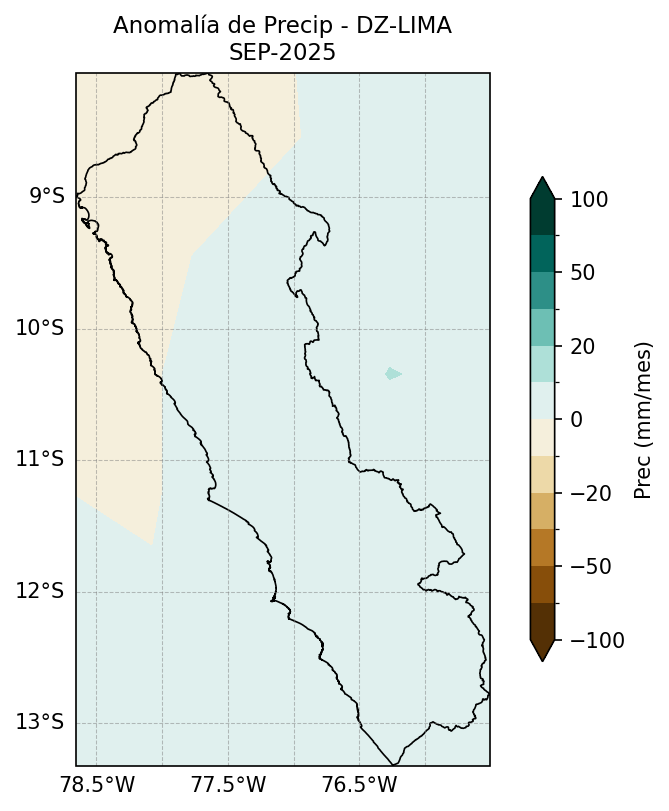 Anomalía de Precip - DZ-LIMA
SEP-2025
9°S
10°S
11°S
12°S
13°S
78.5°W
77.5°W
76.5°W
100
50
20
0
−20
−50
−100
Prec (mm/mes)